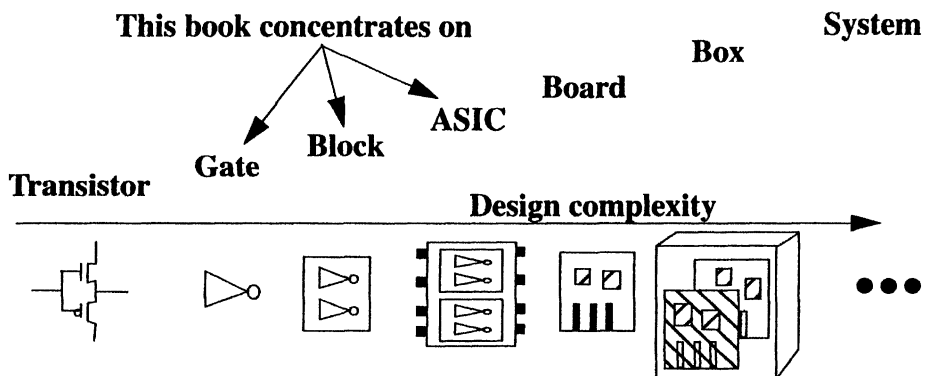 This book concentrates on
System
Box
Board
ASIC
Block
Gate
Transistor
Design complexity